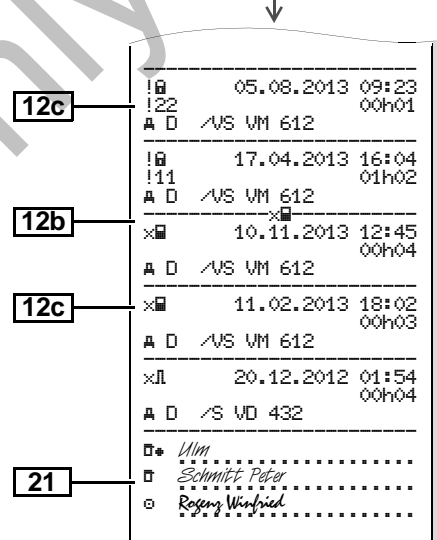 nly
! 05.08.2013 09:23
12c !22 00h01
D /VS VM 612
! 17.04.2013 16:04
!11 01h02
D /VS VM 612
12b x
x 10.11.2013 12:45
00h04
D /VS VM 612
12c x 11.02.2013 18:02
00h03
D /VS VM 612
x 20.12.2012 01:54
00h04
D /S VD 432
Ulm
21 Schmitt Peter
Rogenz Winfried